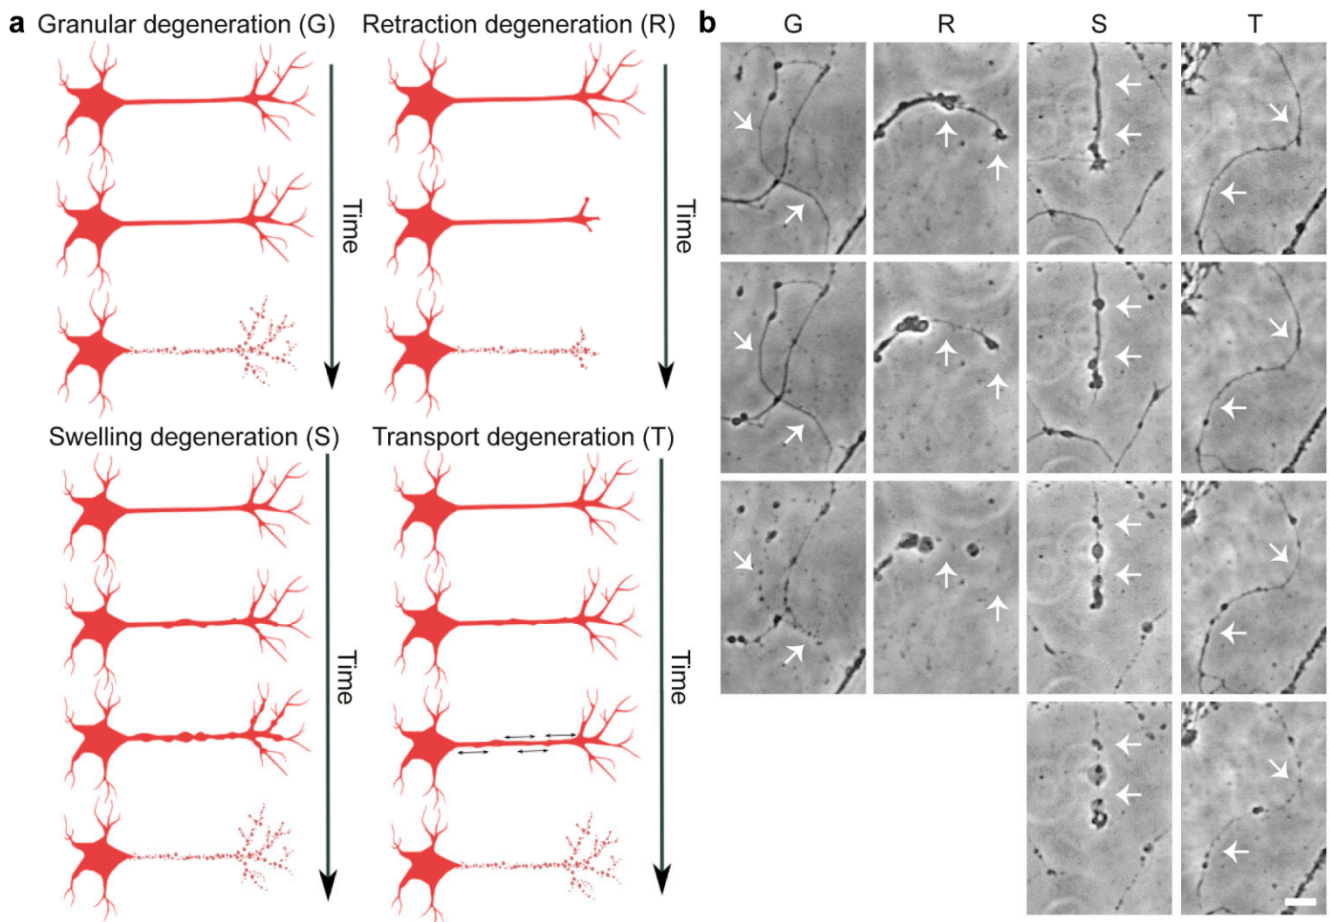 a Granular degeneration (G) Retraction degeneration (R) b G R S T
Time Time
Swelling degeneration (S) Transport degeneration (T)
Time Time